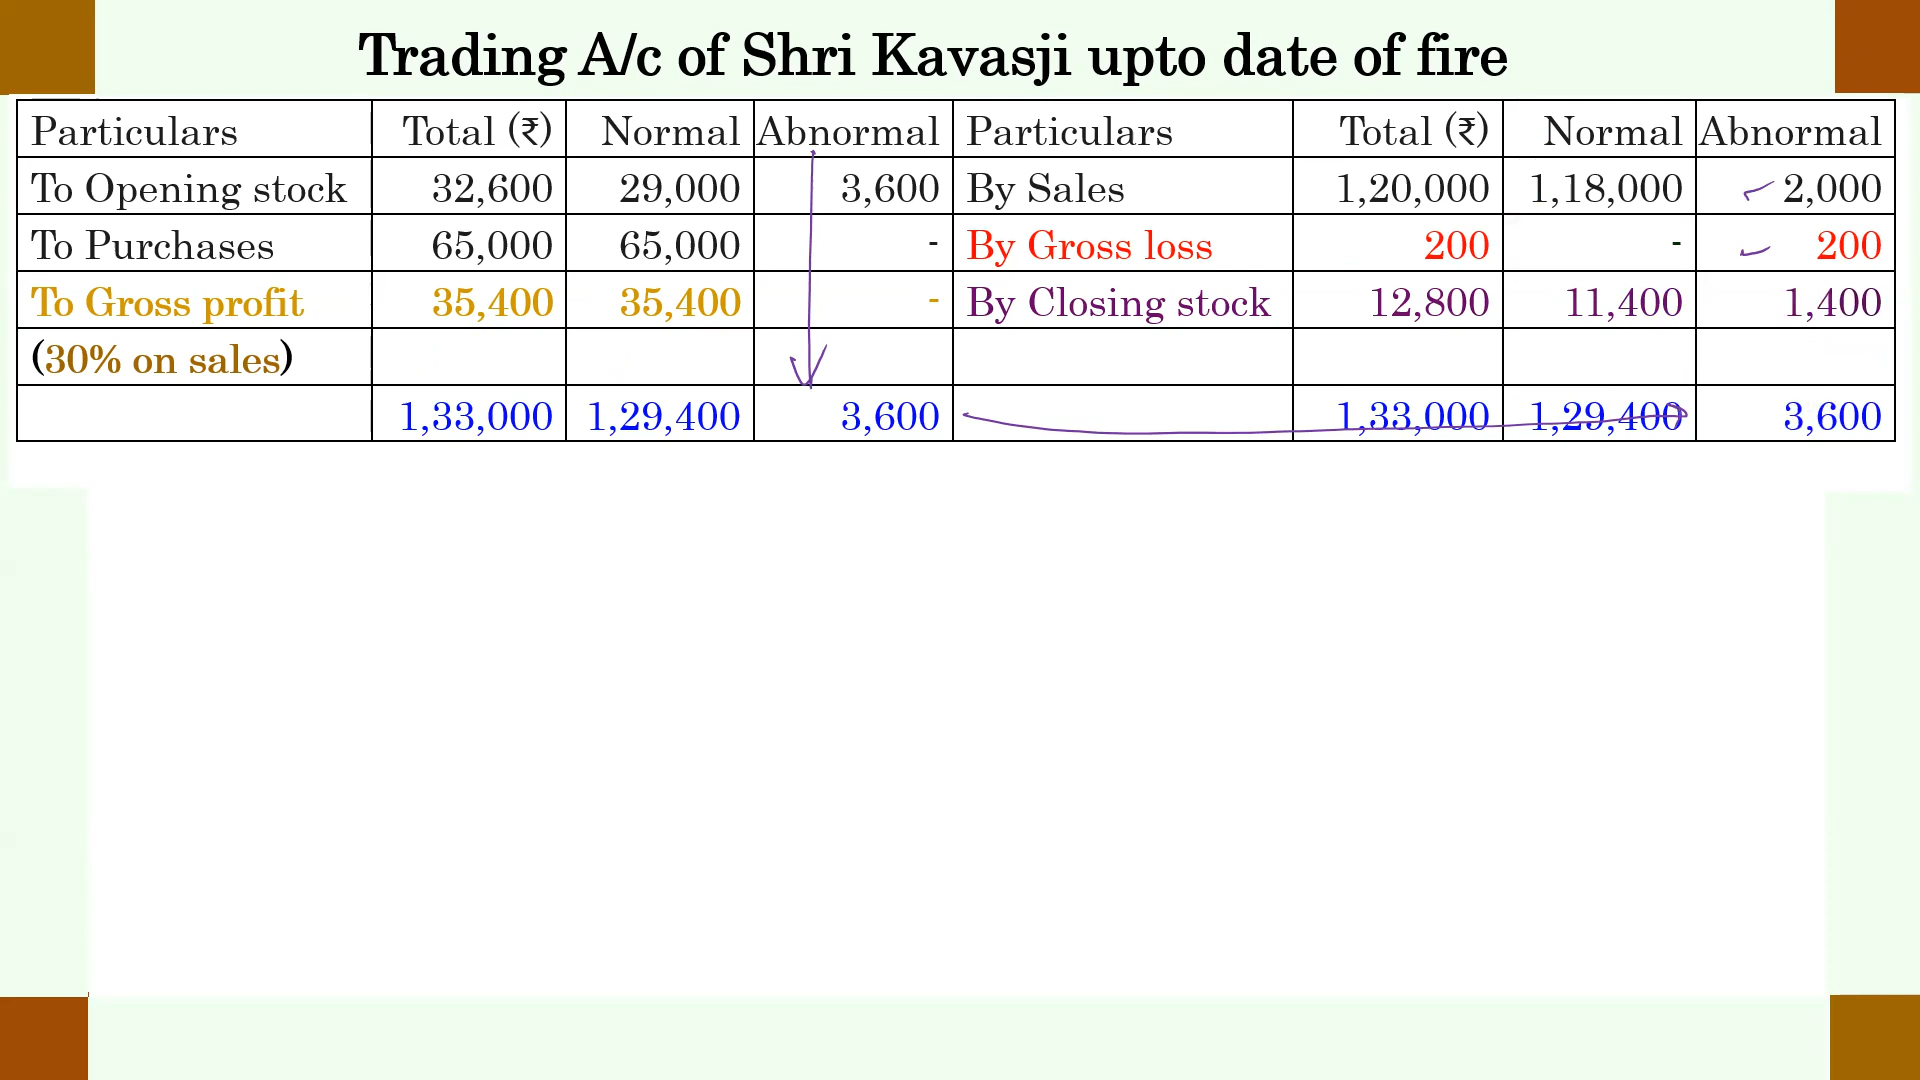 Trading A/c of Shri Kavasji upto date of fire
Particulars Total (₹) Normal Abnormal Particulars Total (₹) Normal Abnormal
To Opening stock 32,600 29,000 3,600 By Sales 1,20,000 1,18,000 2,000
To Purchases 65,000 65,000 - By Gross loss 200 - 200
To Gross profit 35,400 35,400 - By Closing stock 12,800 11,400 1,400
(30% on sales)
1,33,000 1,29,400 3,600 1,33,000 1,29,400 3,600